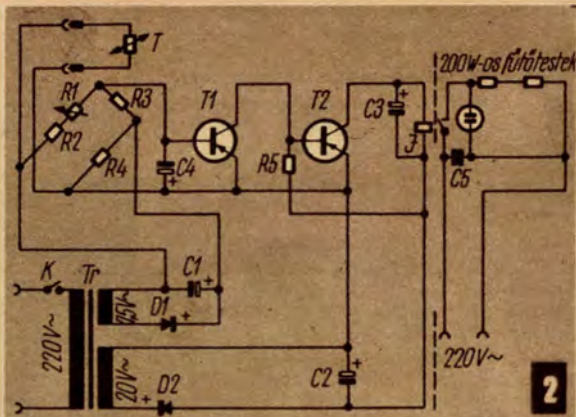 T
200W-os fűtőtestek
R1
R3
T1
T2
C3
R2
R4
C4
+
R5
J
C5
K
Tr
C1
+
25V~
D1
+
220V~
20V~
D2
+
C2
+
220V~
2